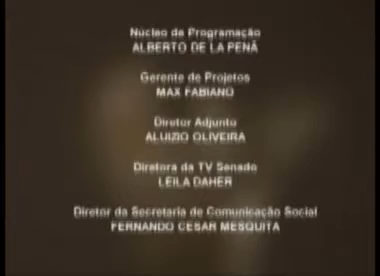 Núcleo de Programação
ALBERTO DE LA PENÃ
Gerente de Projetos
MAX FABIANO
Diretor Adjunto
ALUIZIO OLIVEIRA
Diretora da TV Senado
LEILA DAHER
Diretor da Secretaria de Comunicação Social
FERNANDO CESAR MESQUITA